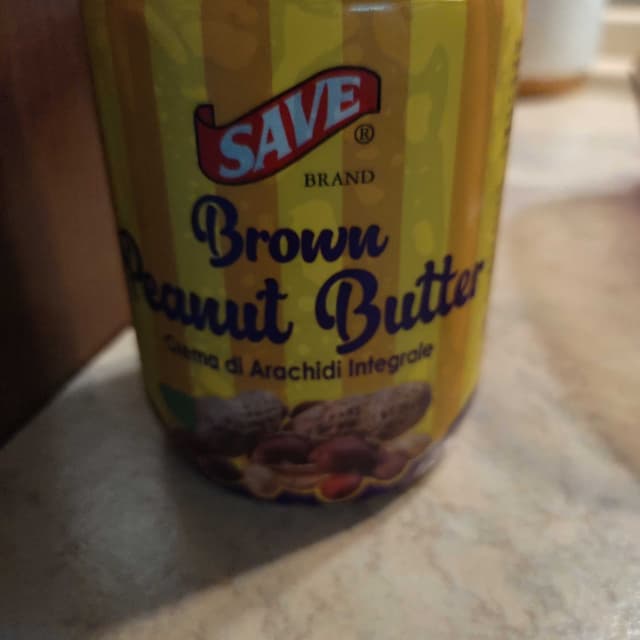 SAVE ®
BRAND
Brown
Peanut Butter
Crema di Arachidi Integrale